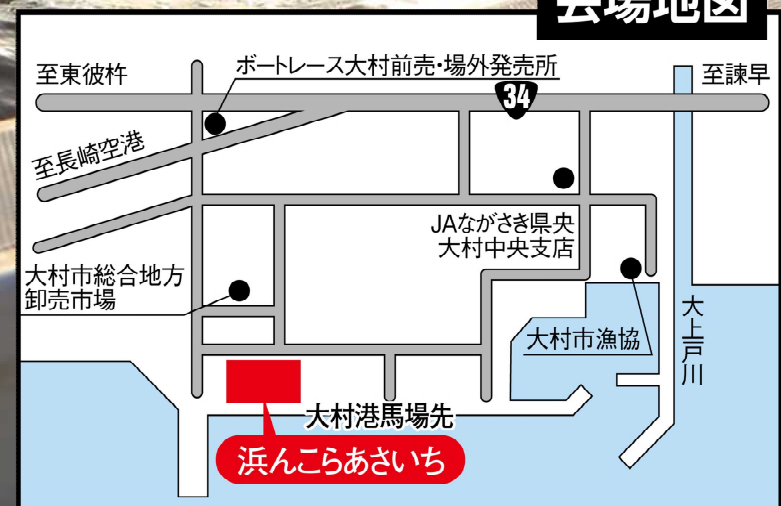 会場地図
至東彼杵
ボートレース大村前売・場外発売所
34
至諫早
至長崎空港
JAながさき県央
大村中央支店
大村市総合地方
卸売市場
大村市漁協
大上戸川
大村港馬場先
浜んこらあさいち